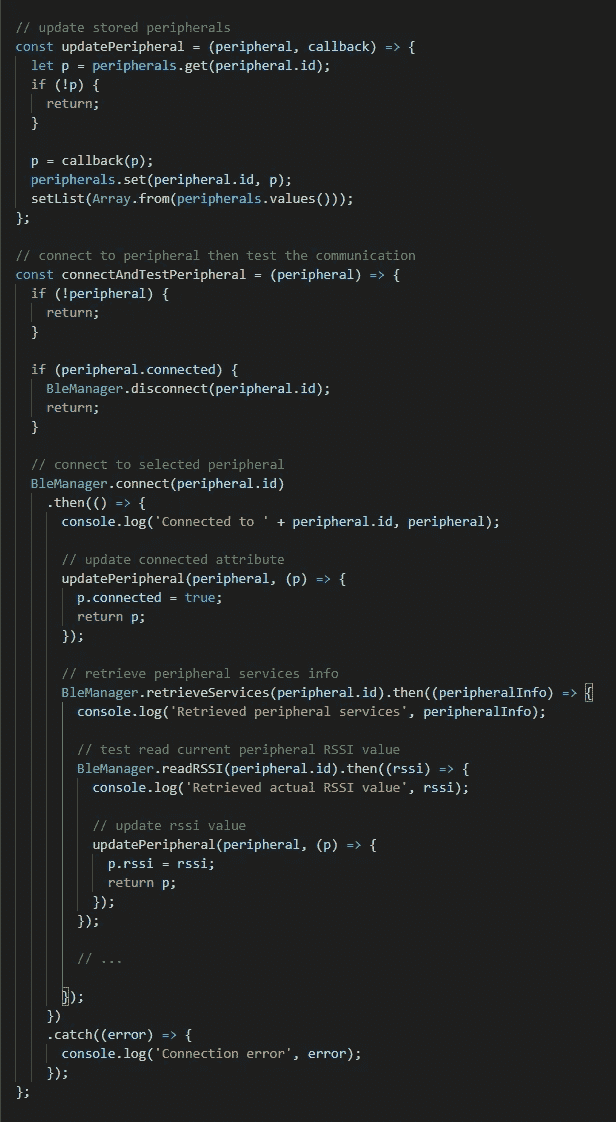 // update stored peripherals
const updatePeripheral = (peripheral, callback) => {
let p = peripherals.get(peripheral.id);
if (!p) {
return;
}
p = callback(p);
peripherals.set(peripheral.id, p);
setList(Array.from(peripherals.values()));
};
// connect to peripheral then test the communication
const connectAndTestPeripheral = (peripheral) => {
if (!peripheral) {
return;
}
if (peripheral.connected) {
BleManager.disconnect(peripheral.id);
return;
}
// connect to selected peripheral
BleManager.connect(peripheral.id)
.then(() => {
console.log('Connected to ' + peripheral.id, peripheral);
// update connected attribute
updatePeripheral(peripheral, (p) => {
p.connected = true;
return p;
});
// retrieve peripheral services info
BleManager.retrieveServices(peripheral.id).then((peripheralInfo) => {
console.log('Retrieved peripheral services', peripheralInfo);
// test read current peripheral RSSI value
BleManager.readRSSI(peripheral.id).then((rssi) => {
console.log('Retrieved actual RSSI value', rssi);
// update rssi value
updatePeripheral(peripheral, (p) => {
p.rssi = rssi;
return p;
});
});
// ...
});
})
.catch((error) => {
console.log('Connection error', error);
});
};